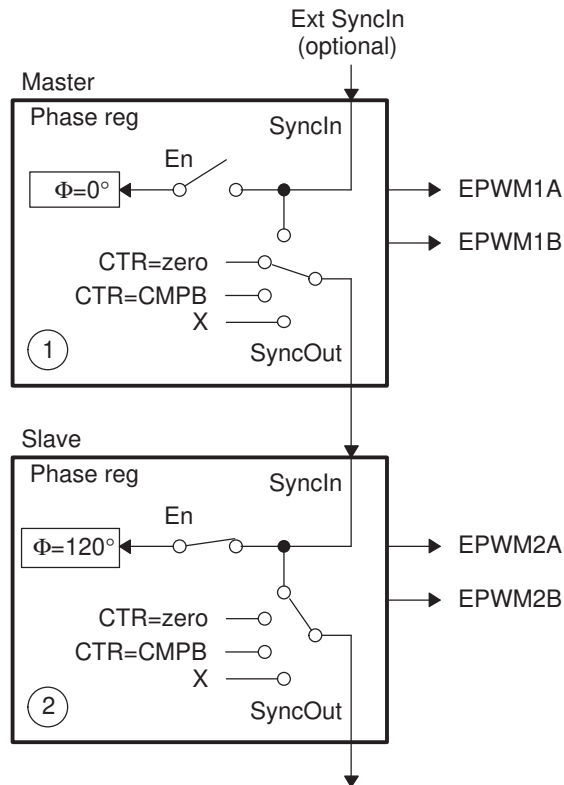 Ext SyncIn
(optional)
Master
Phase reg
SyncIn
En
Φ=0°
EPWM1A
EPWM1B
CTR=zero
CTR=CMPB
X
1
SyncOut
Slave
Phase reg
SyncIn
En
Φ=120°
EPWM2A
EPWM2B
CTR=zero
CTR=CMPB
X
2
SyncOut